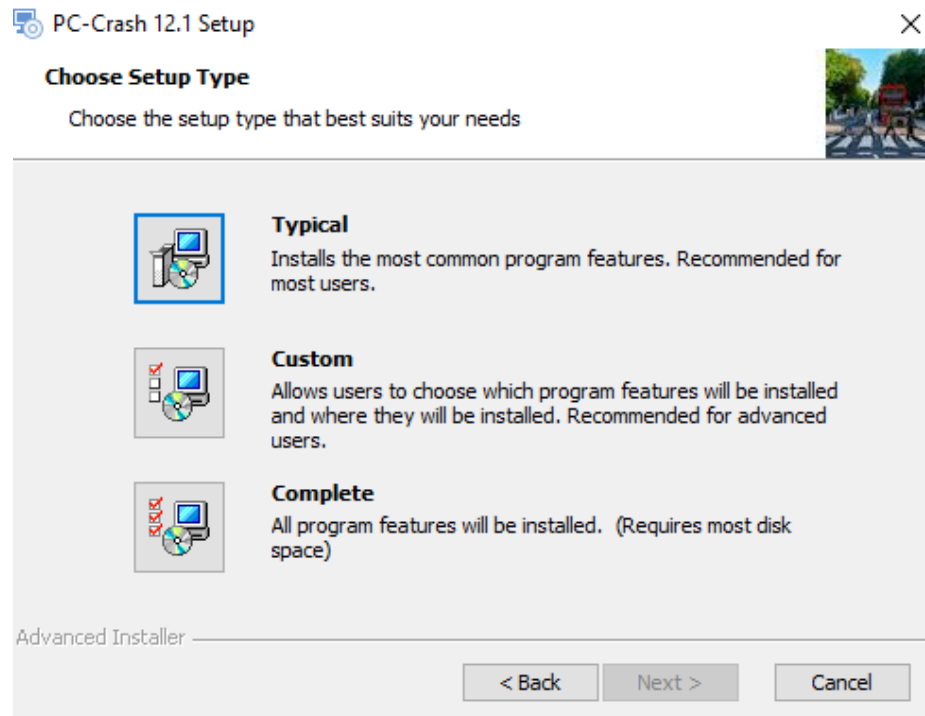 PC-Crash 12.1 Setup
Choose Setup Type
Choose the setup type that best suits your needs
Typical
Installs the most common program features. Recommended for
most users.
Custom
Allows users to choose which program features will be installed
and where they will be installed. Recommended for advanced
users.
Complete
All program features will be installed.  (Requires most disk
space)
Advanced Installer
< Back
Next >
Cancel